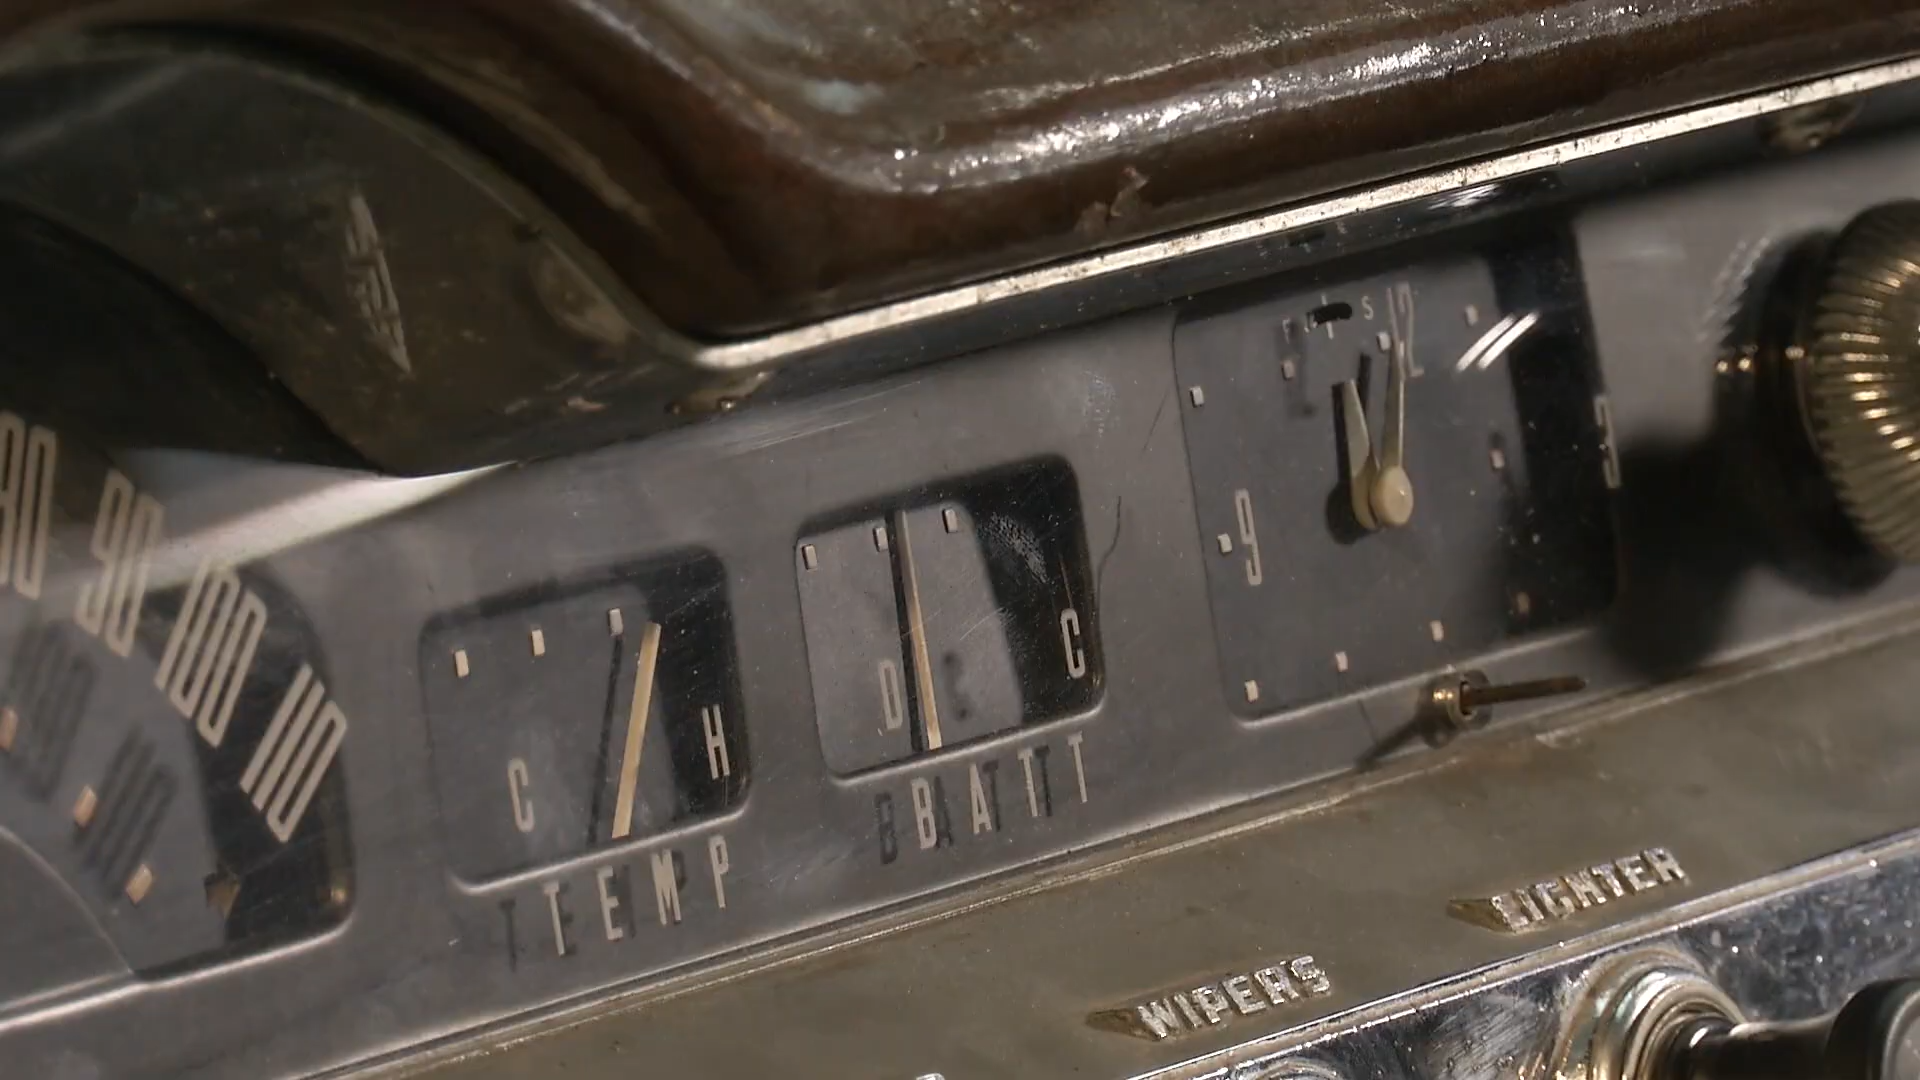 80
90
100
110
C H
TEMP
D C
BATT
F S
12
9 3
LIGHTER
WIPERS